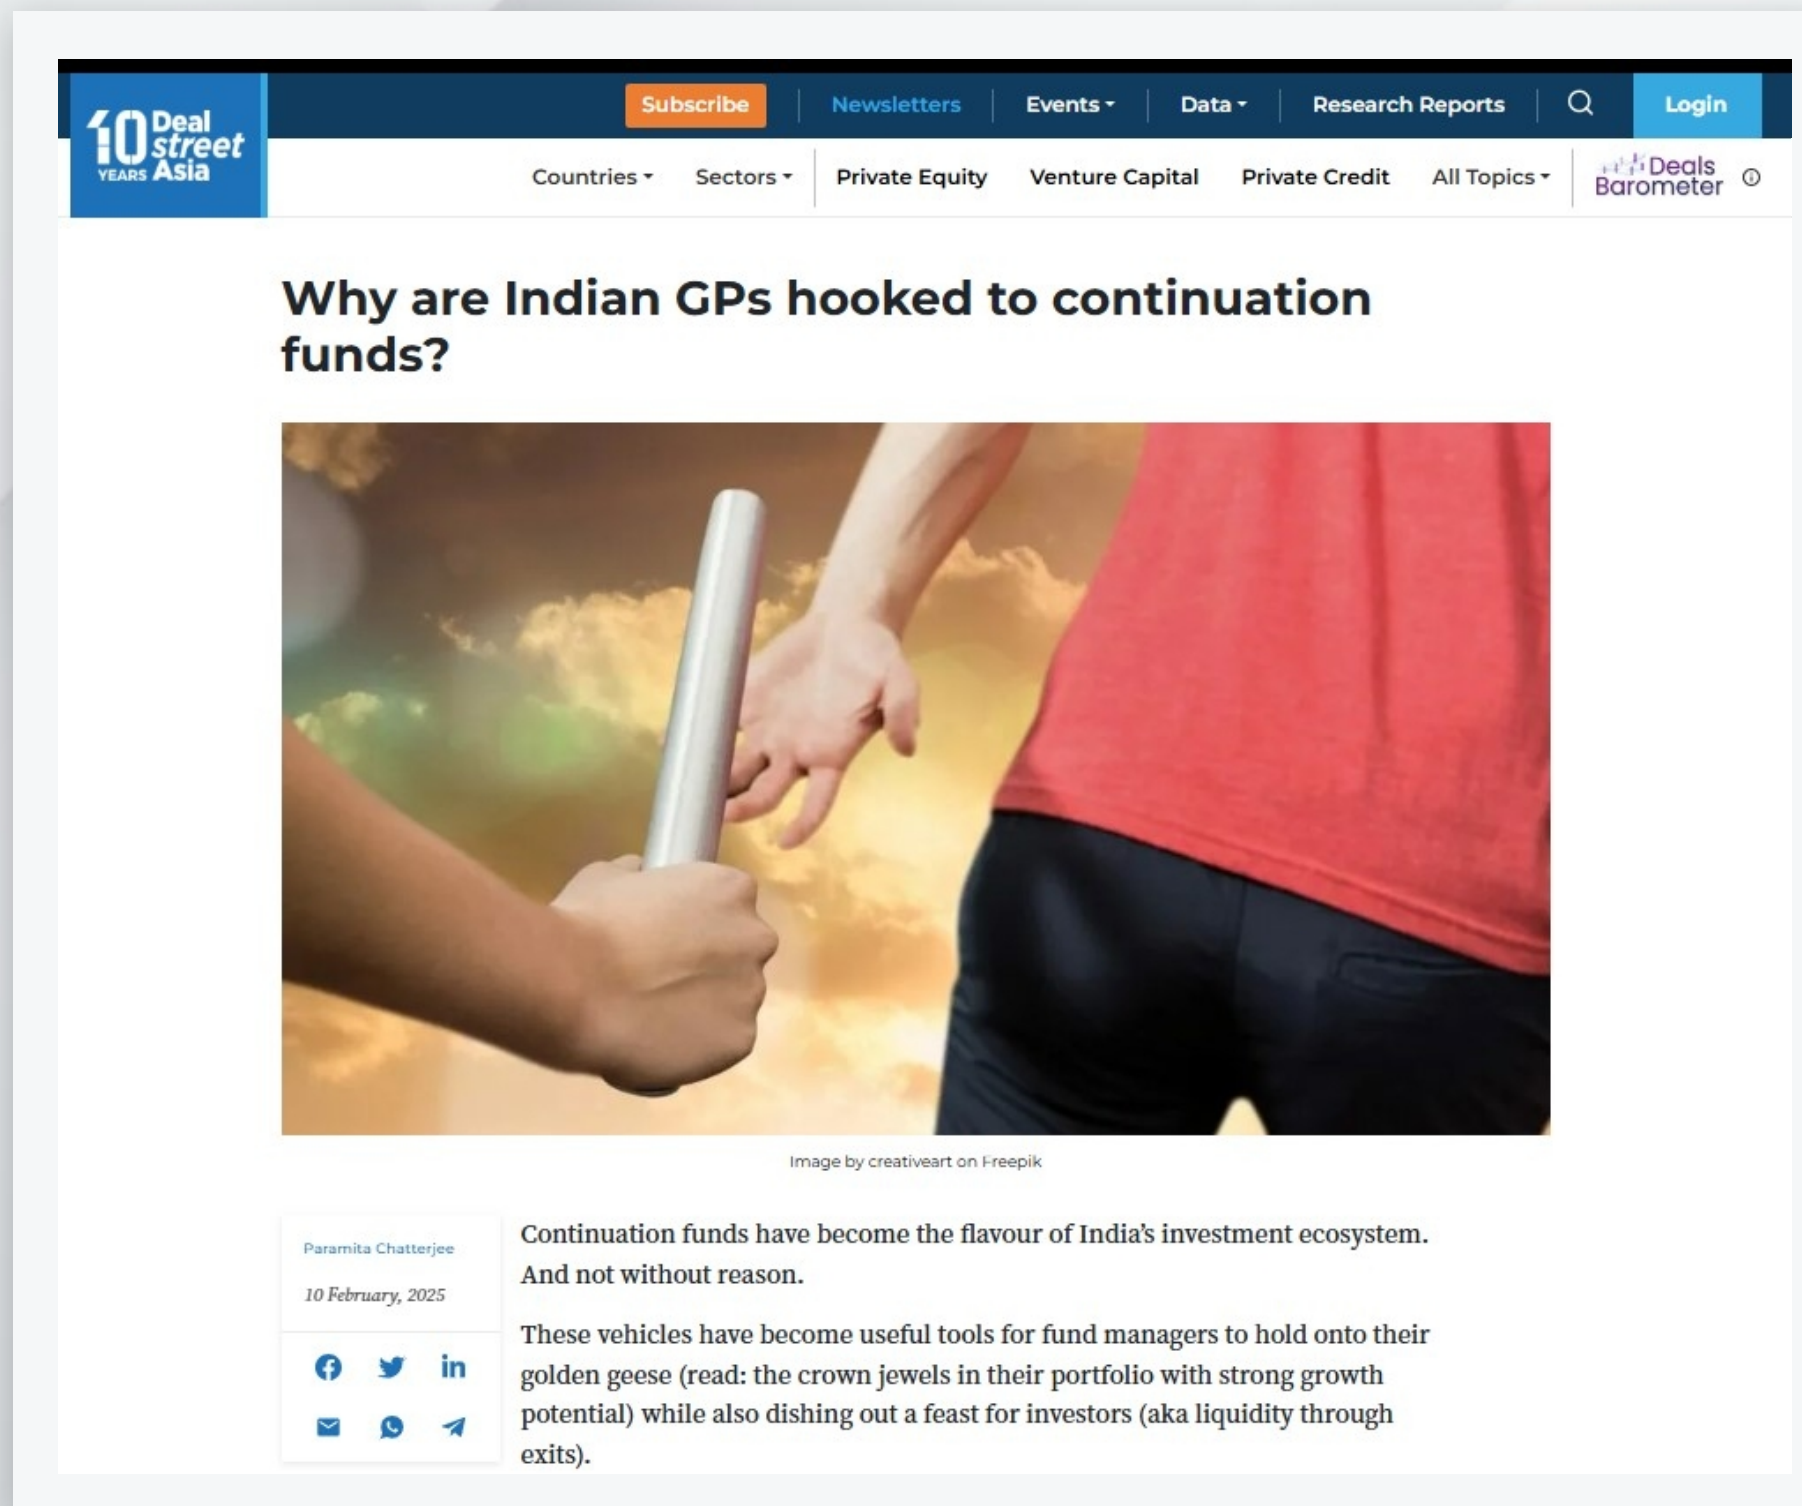 10 YEARS Deal street Asia
Subscribe
Newsletters
Events
Data
Research Reports
Login
Countries
Sectors
Private Equity
Venture Capital
Private Credit
All Topics
Deals
Barometer
Why are Indian GPs hooked to continuation
funds?
Image by creativeart on Freepik
Paramita Chatterjee
10 February, 2025
Continuation funds have become the flavour of India’s investment ecosystem.
And not without reason.
These vehicles have become useful tools for fund managers to hold onto their
golden geese (read: the crown jewels in their portfolio with strong growth
potential) while also dishing out a feast for investors (aka liquidity through
exits).